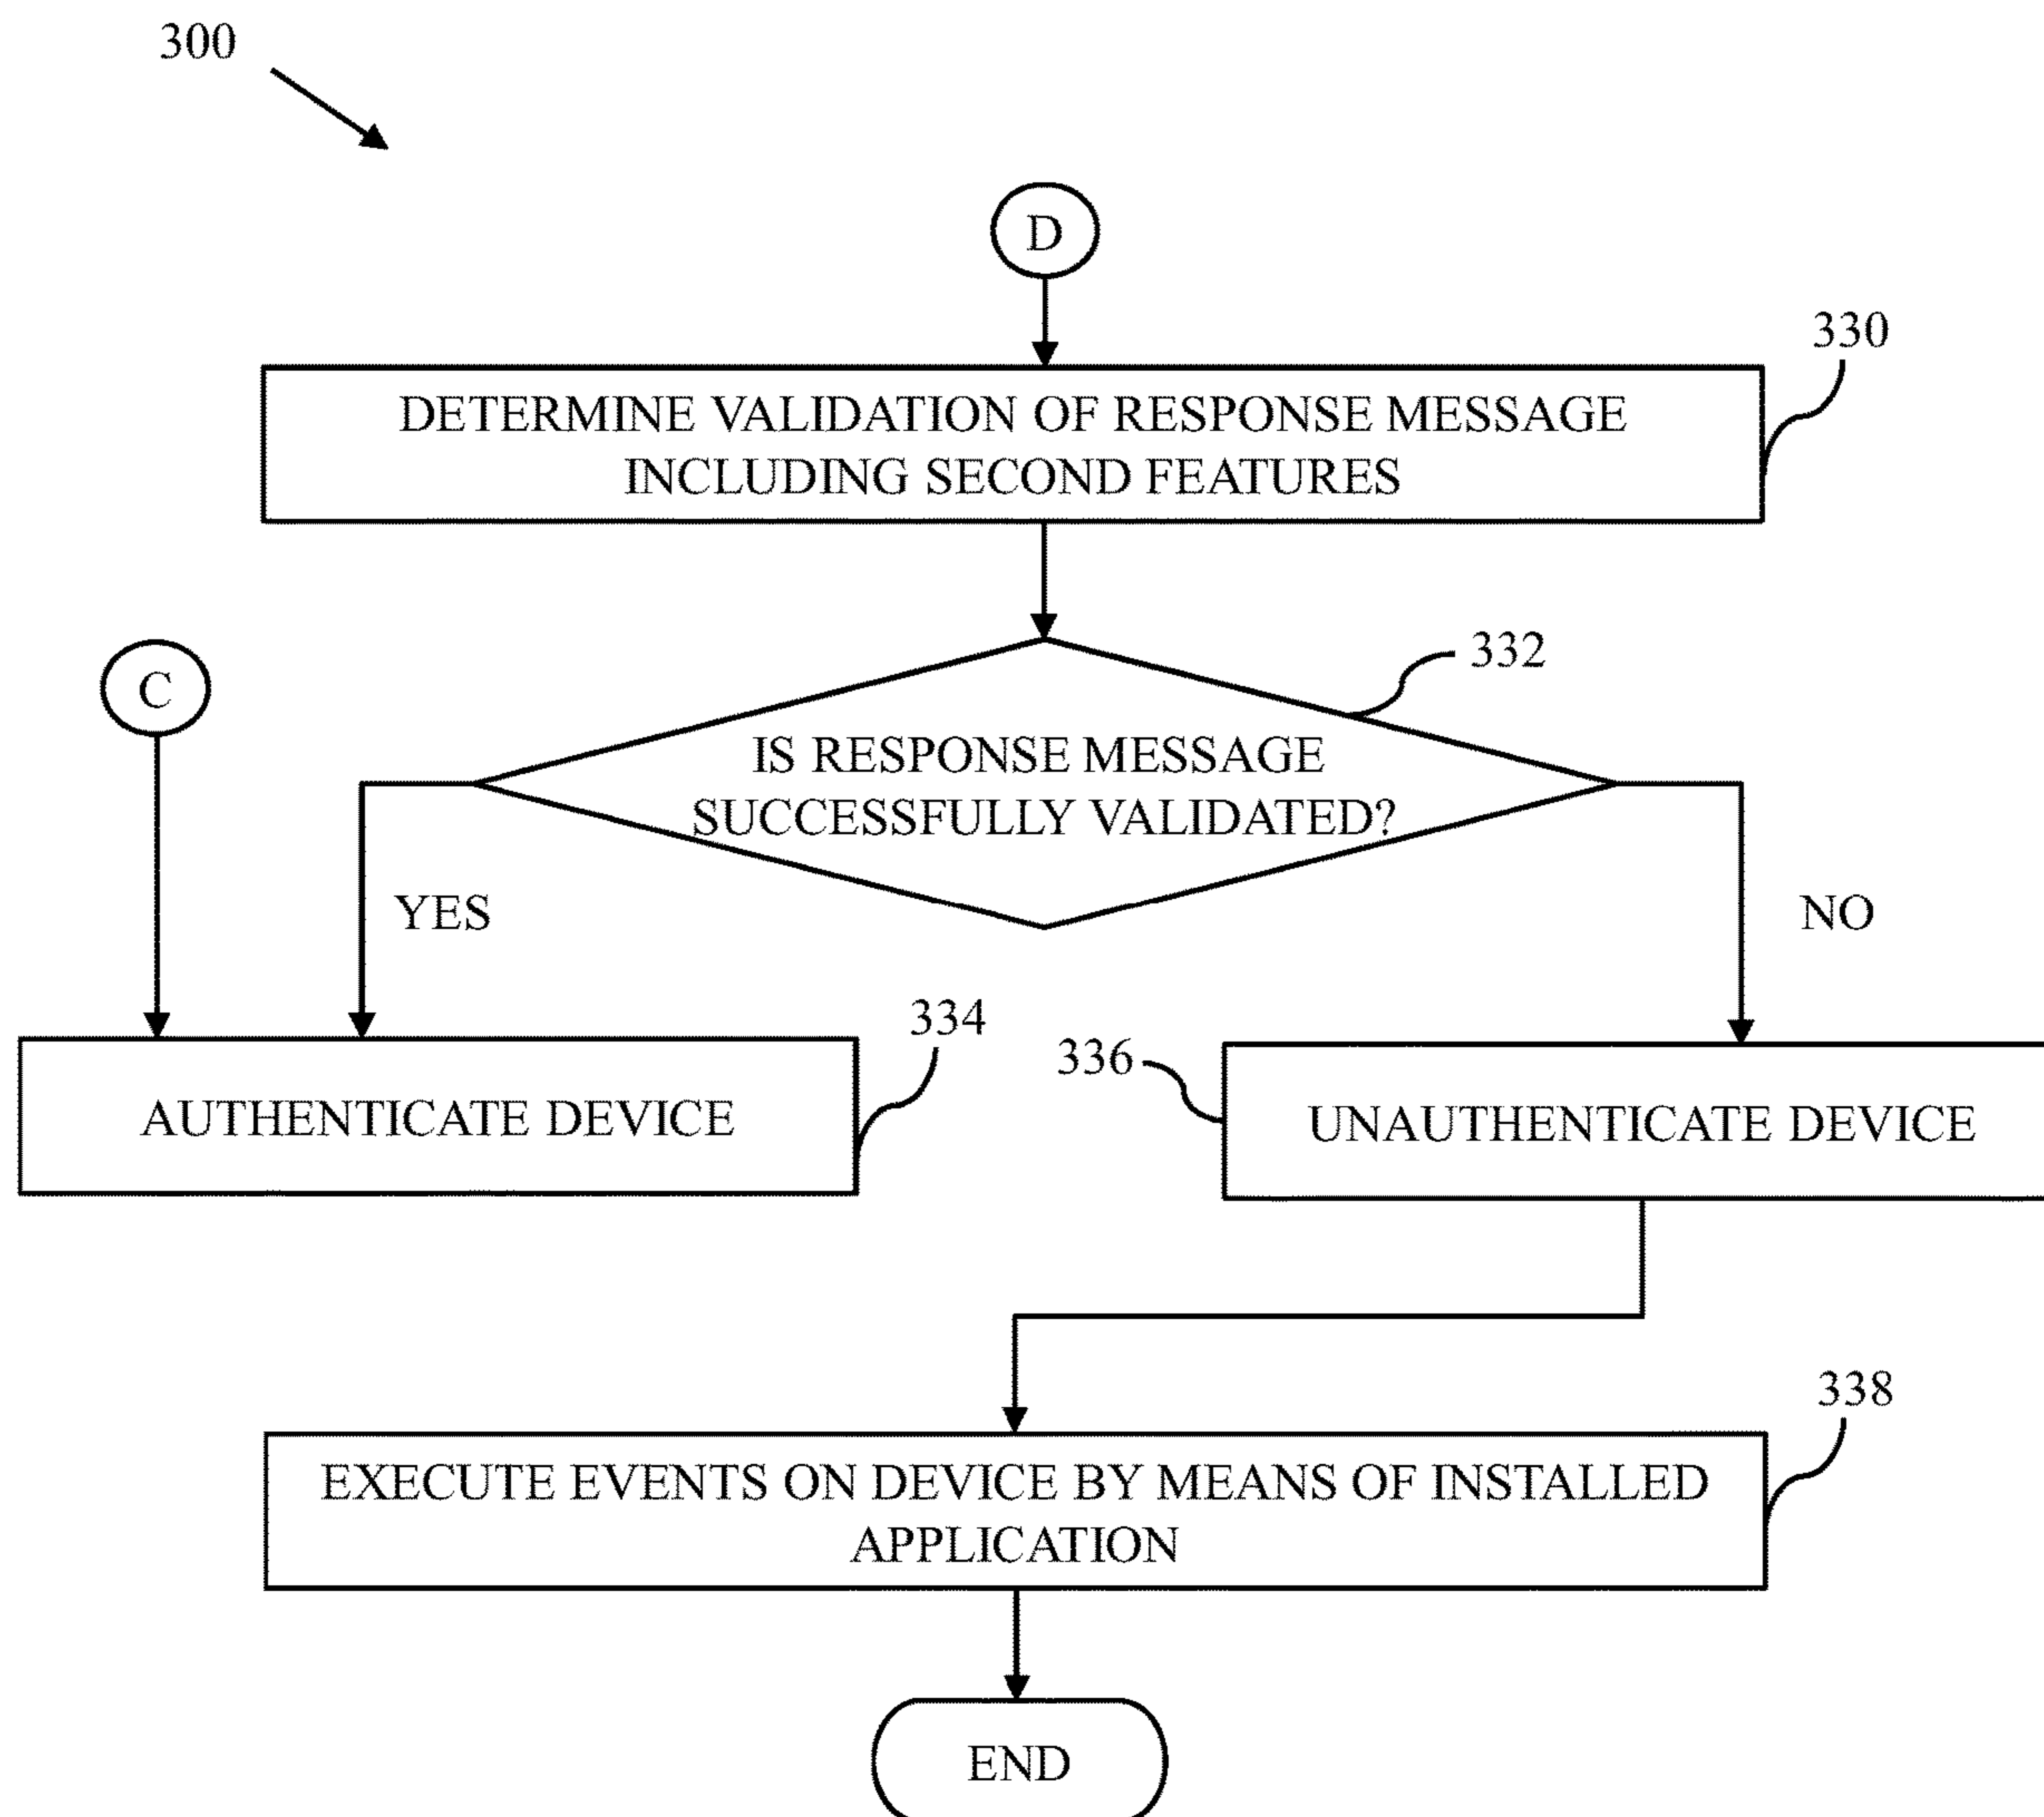 300
D
330
DETERMINE VALIDATION OF RESPONSE MESSAGE
INCLUDING SECOND FEATURES
332
C
IS RESPONSE MESSAGE
SUCCESSFULLY VALIDATED?
YES
NO
334
336
AUTHENTICATE DEVICE
UNAUTHENTICATE DEVICE
338
EXECUTE EVENTS ON DEVICE BY MEANS OF INSTALLED
APPLICATION
END